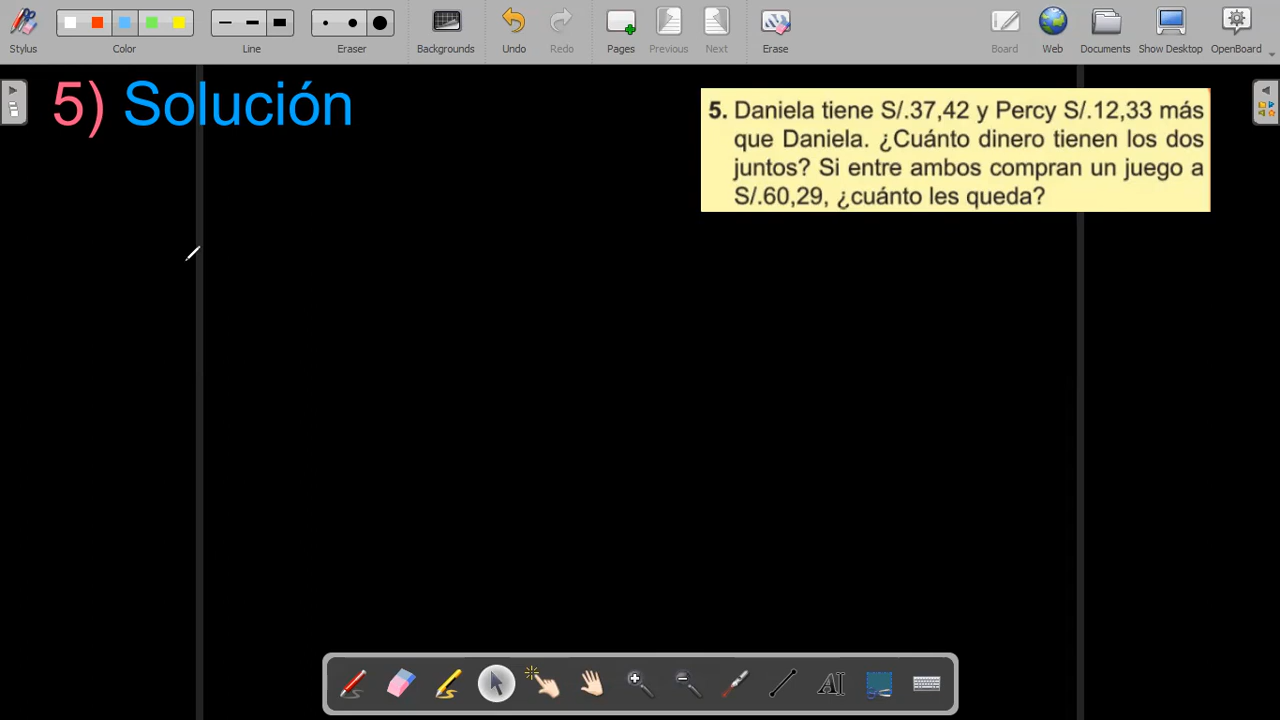 Stylus
Color
Line
Eraser
Backgrounds
Undo
Redo
Pages
Previous
Next
Erase
Board
Web
Documents
Show Desktop
OpenBoard
5) Solución
5. Daniela tiene S/.37,42 y Percy S/.12,33 más
que Daniela. ¿Cuánto dinero tienen los dos
juntos? Si entre ambos compran un juego a
S/.60,29, ¿cuánto les queda?
AI